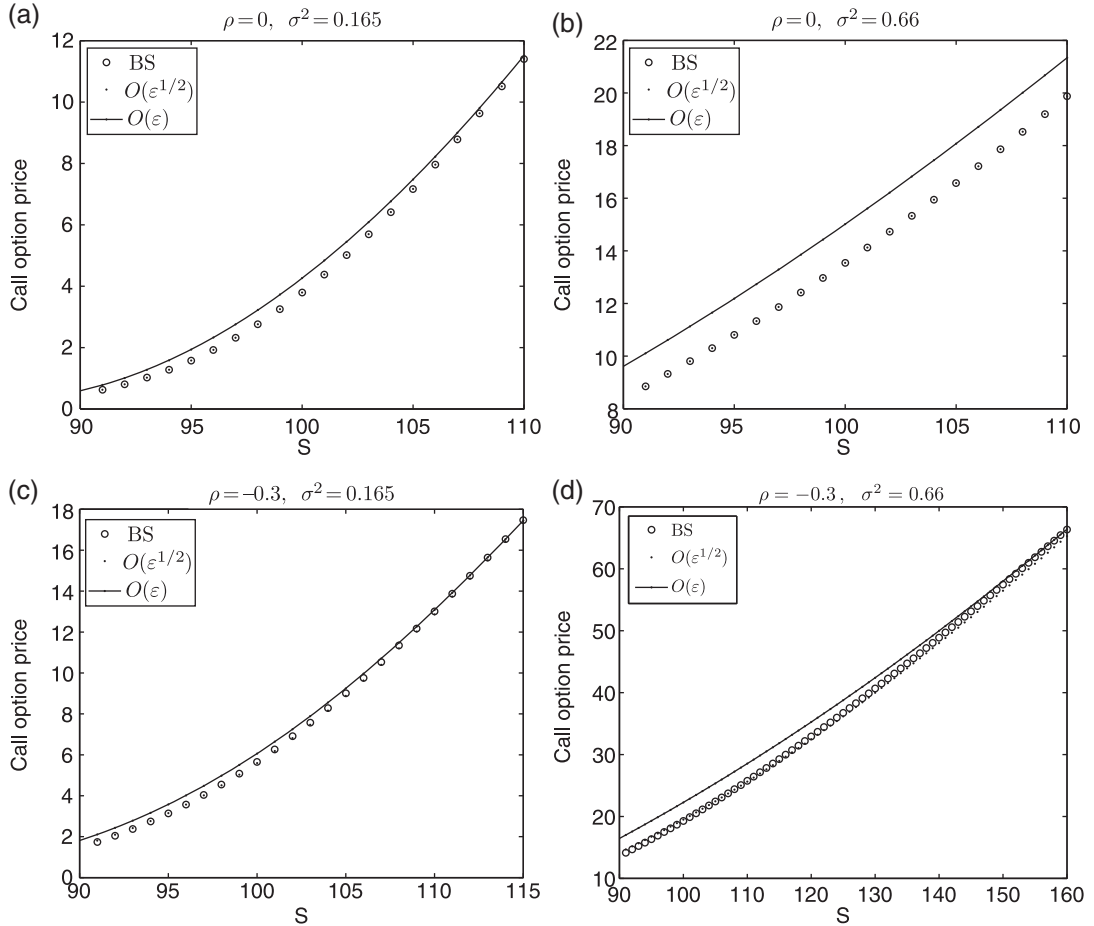 (a)
ρ = 0, σ² = 0.165
12
10
8
6
4
2
0
90 95 100 105 110
S
Call option price
BS
O(ε^{1/2})
O(ε)
(b)
ρ = 0, σ² = 0.66
22
20
18
16
14
12
10
8
90 95 100 105 110
S
Call option price
BS
O(ε^{1/2})
O(ε)
(c)
ρ = –0.3, σ² = 0.165
18
16
14
12
10
8
6
4
2
0
90 95 100 105 110 115
S
Call option price
BS
O(ε^{1/2})
O(ε)
(d)
ρ = –0.3, σ² = 0.66
70
60
50
40
30
20
10
90 100 110 120 130 140 150 160
S
Call option price
BS
O(ε^{1/2})
O(ε)